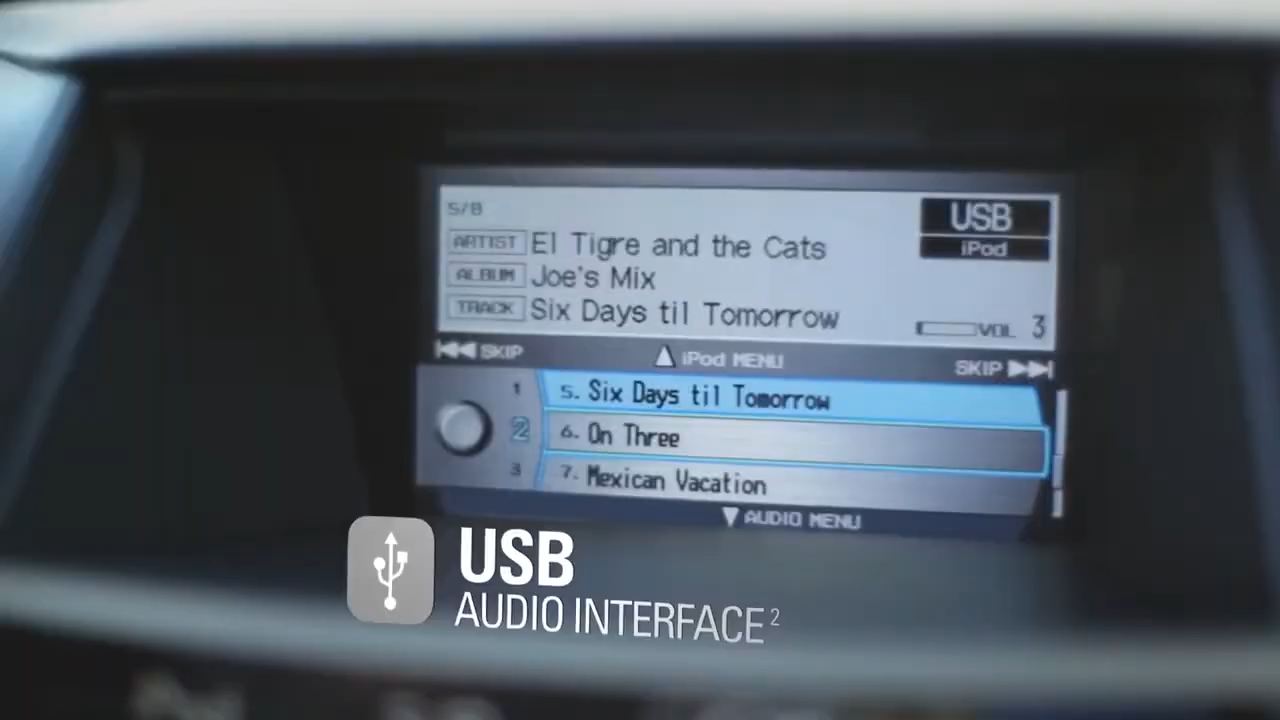 5/8
USB
iPod
ARTIST El Tigre and the Cats
ALBUM Joe's Mix
TRACK Six Days til Tomorrow
VOL 3
SKIP
iPod MENU
SKIP
1 5. Six Days til Tomorrow
2 6. On Three
3 7. Mexican Vacation
AUDIO MENU
USB
AUDIO INTERFACE²